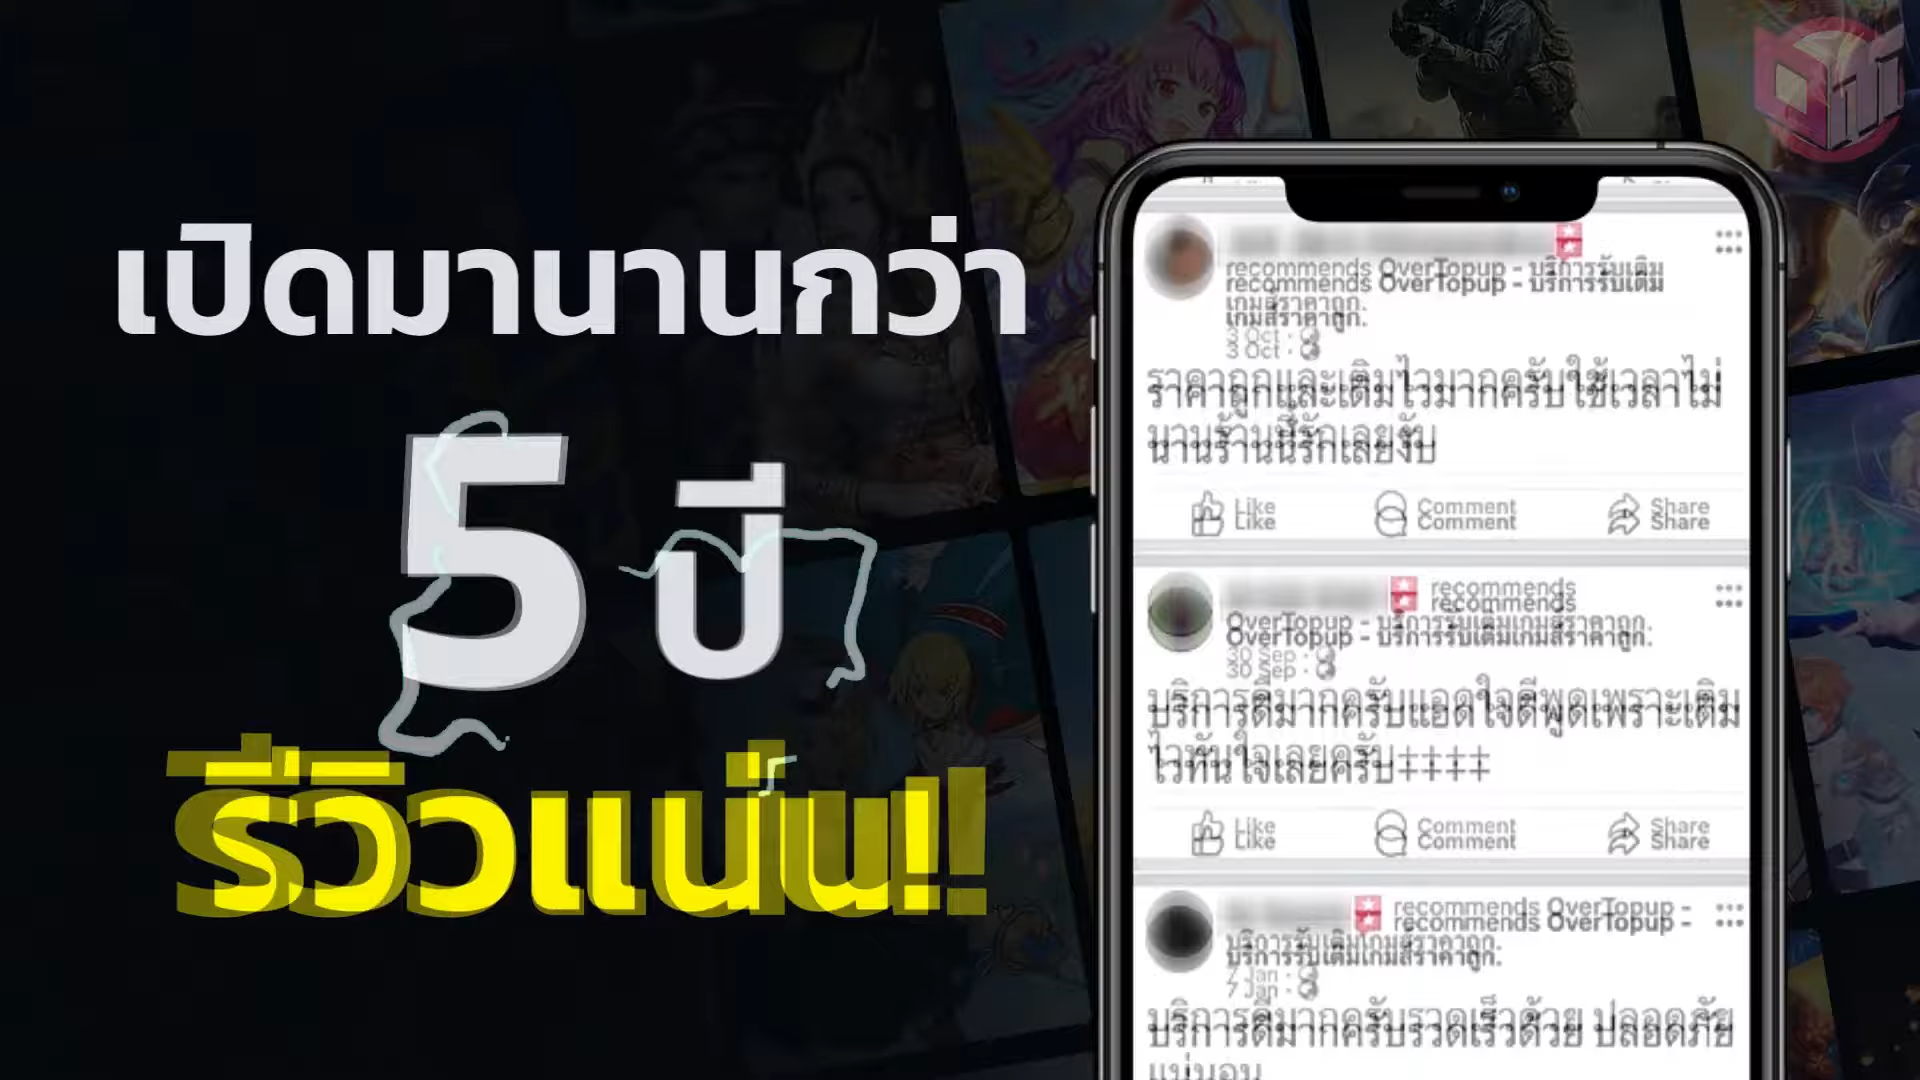 เปิดมานานกว่า
5 ปี
รีวิวแน่น!!
recommends OverTopup - บริการรับเติม
เกมส์ราคาถูก.
3 Oct ·
ราคาถูกและเติมไวมากครับใช้เวลาไม่
นานร้านนี้รักเลยงับ
Like Comment Share
recommends
OverTopup - บริการรับเติมเกมส์ราคาถูก.
30 Sep ·
บริการดีมากครับแอดใจดีพูดเพราะเติม
ไวทันใจเลยครับ++++
Like Comment Share
recommends OverTopup -
บริการรับเติมเกมส์ราคาถูก.
7 Jan ·
บริการดีมากครับรวดเร็วด้วย ปลอดภัย
แน่นอน